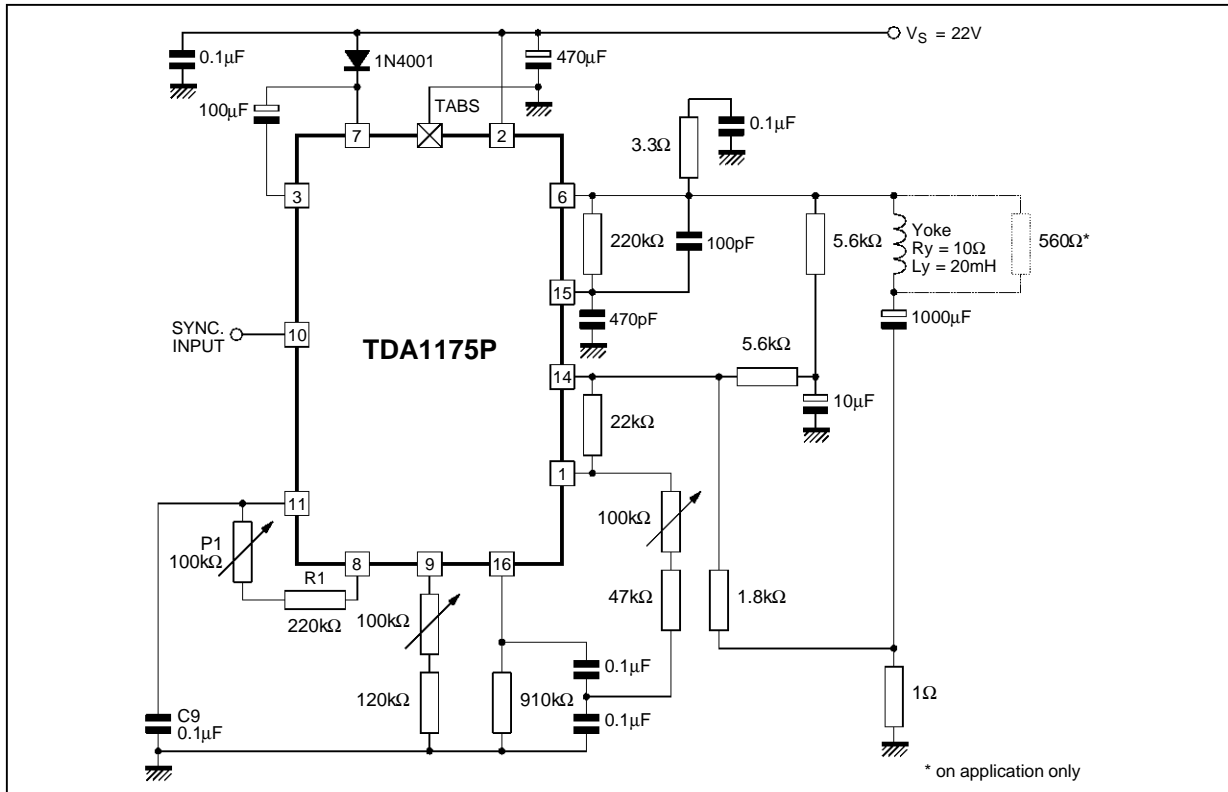 V_S = 22V
0.1μF
1N4001
470μF
100μF
TABS
7
2
3.3Ω
0.1μF
3
6
220kΩ
100pF
5.6kΩ
Yoke
Ry = 10Ω
Ly = 20mH
560Ω*
15
470pF
1000μF
SYNC.
INPUT
10
TDA1175P
5.6kΩ
14
10μF
22kΩ
1
11
100kΩ
P1
100kΩ
8
9
16
R1
220kΩ
100kΩ
47kΩ
1.8kΩ
0.1μF
120kΩ
910kΩ
0.1μF
1Ω
C9
0.1μF
* on application only